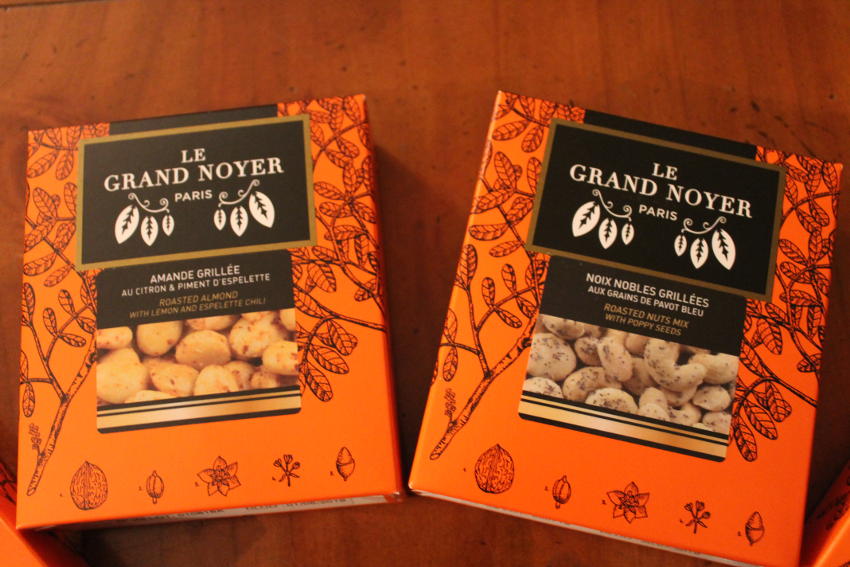 LE
GRAND NOYER
PARIS
AMANDE GRILLÉE
AU CITRON & PIMENT D'ESPELETTE
ROASTED ALMOND
WITH LEMON AND ESPELETTE CHILI
LE
GRAND NOYER
PARIS
NOIX NOBLES GRILLÉES
AUX GRAINS DE PAVOT BLEU
ROASTED NUTS MIX
WITH POPPY SEEDS